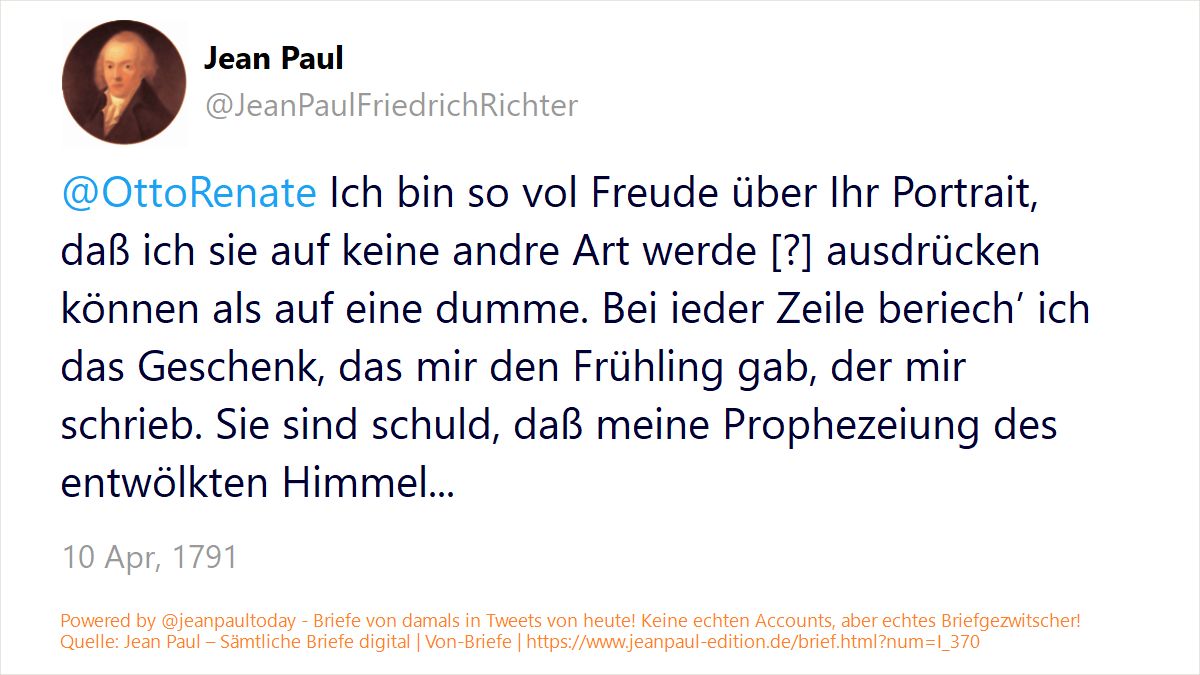 Jean Paul
@JeanPaulFriedrichRichter
@OttoRenate Ich bin so vol Freude über Ihr Portrait,
daß ich sie auf keine andre Art werde [?] ausdrücken
können als auf eine dumme. Bei ieder Zeile beriech’ ich
das Geschenk, das mir den Frühling gab, der mir
schrieb. Sie sind schuld, daß meine Prophezeiung des
entwölkten Himmel...
10 Apr, 1791
Powered by @jeanpaultoday - Briefe von damals in Tweets von heute! Keine echten Accounts, aber echtes Briefgezwitscher!
Quelle: Jean Paul – Sämtliche Briefe digital | Von-Briefe | https://www.jeanpaul-edition.de/brief.html?num=I_370